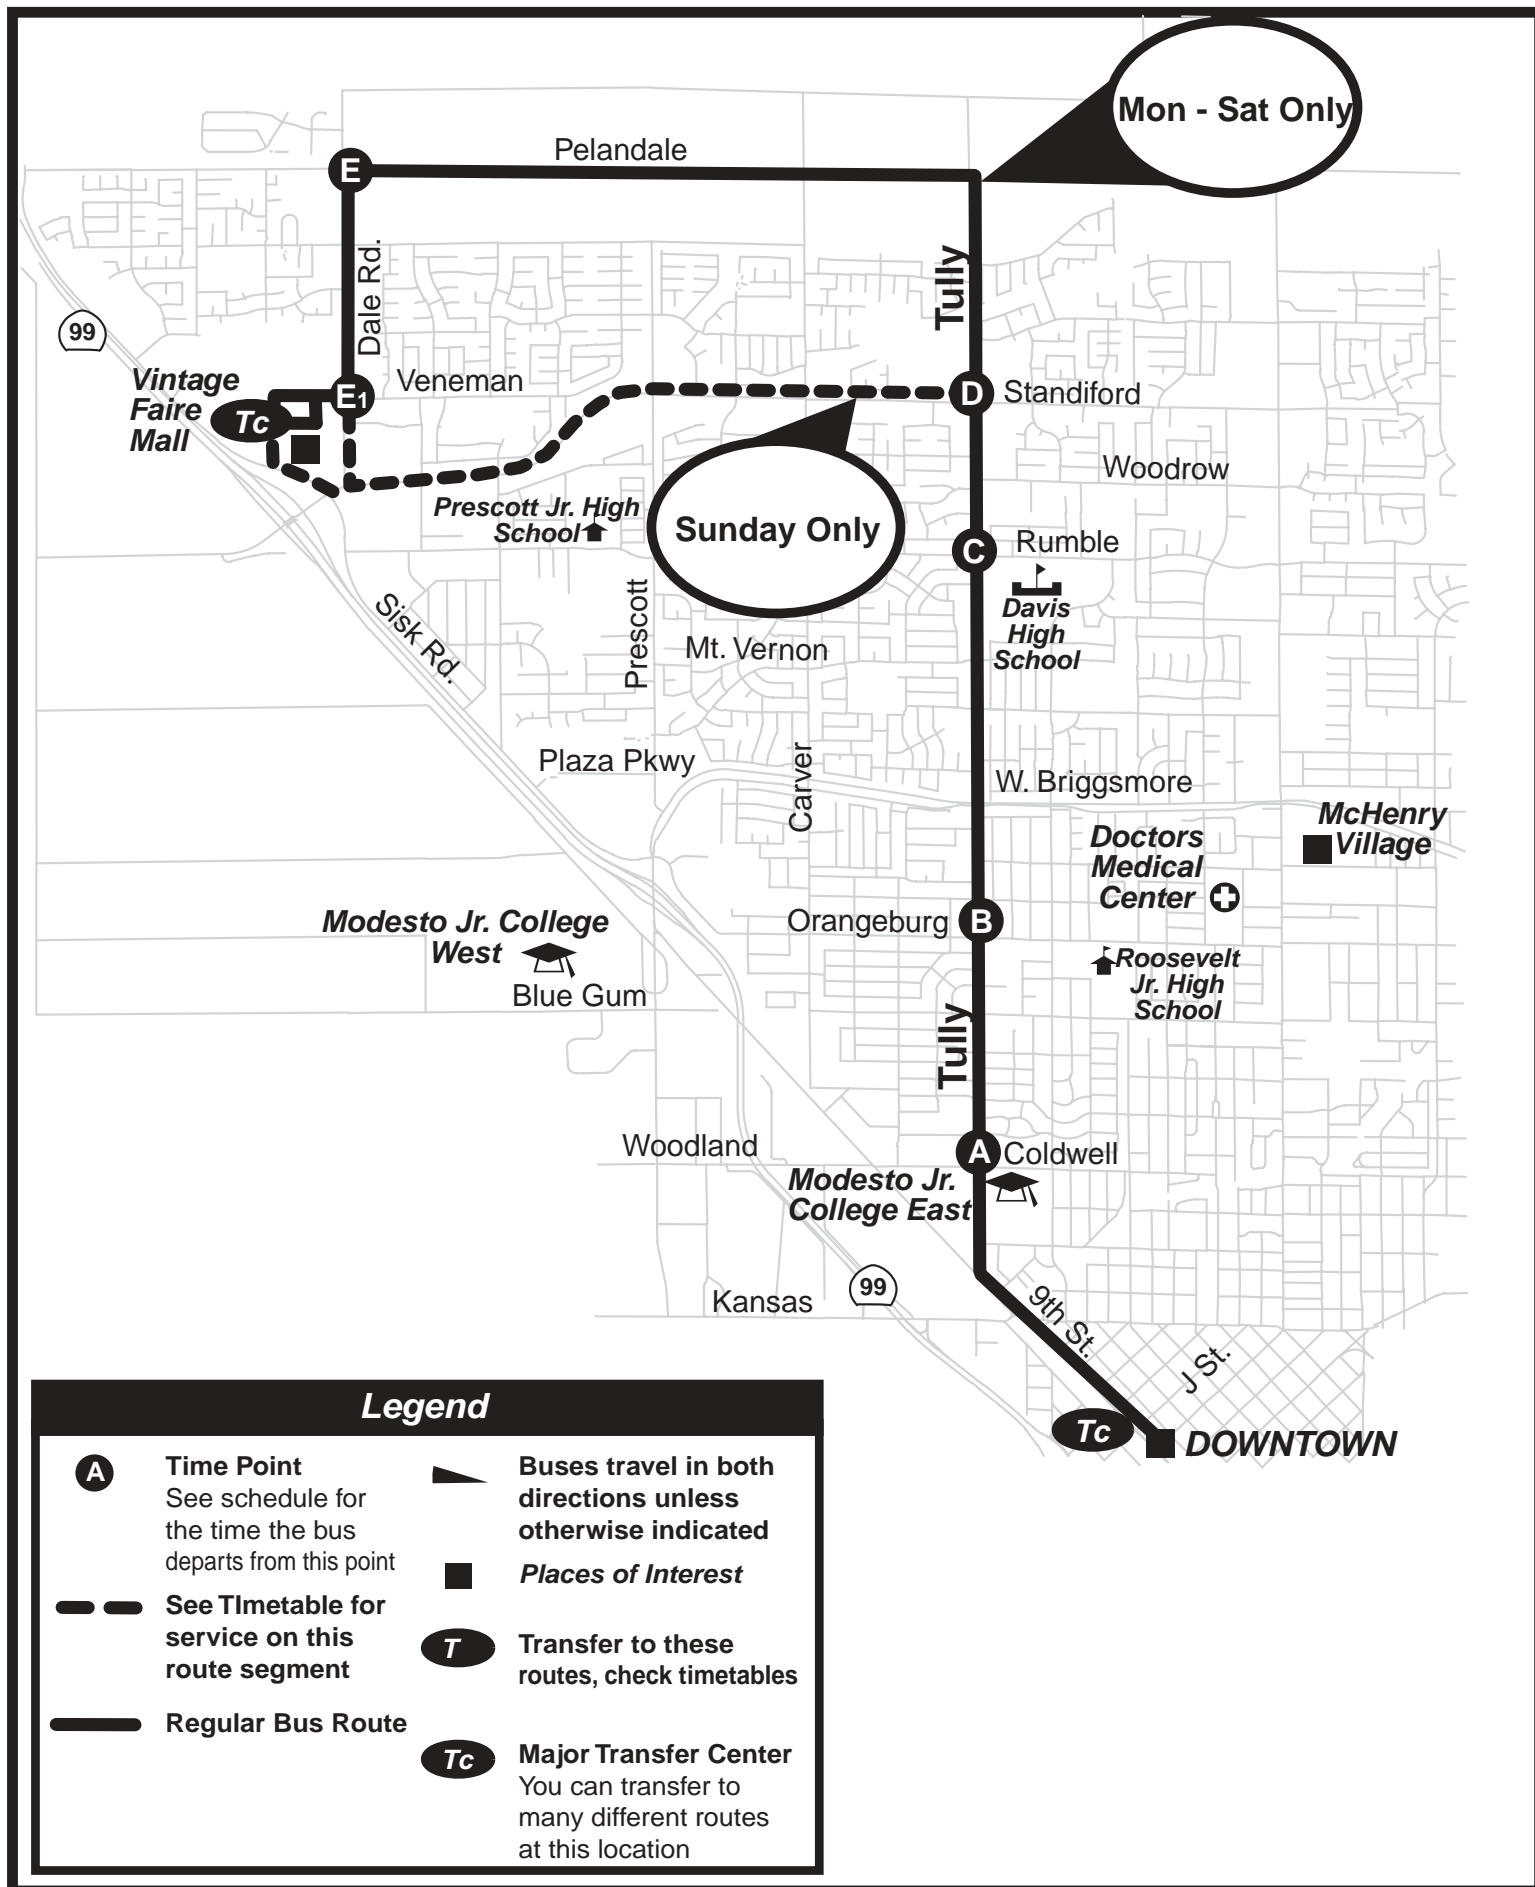 Mon - Sat Only
Pelandale
E
Dale Rd.
Tully
99
Vintage
Faire
Mall
Tc
E1
Veneman
D
Standiford
Woodrow
Prescott Jr. High
School
Sunday Only
C
Rumble
Davis
High
School
Sisk Rd.
Prescott
Mt. Vernon
Plaza Pkwy
Carver
W. Briggsmore
McHenry
Village
Doctors
Medical
Center
Modesto Jr. College
West
Blue Gum
Orangeburg
B
Roosevelt
Jr. High
School
Tully
Woodland
A
Coldwell
Modesto Jr.
College East
99
Kansas
9th St.
J St.
Tc
DOWNTOWN
Legend
A
Time Point
See schedule for
the time the bus
departs from this point
See TImetable for
service on this
route segment
Regular Bus Route
Buses travel in both
directions unless
otherwise indicated
Places of Interest
T
Transfer to these
routes, check timetables
Tc
Major Transfer Center
You can transfer to
many different routes
at this location